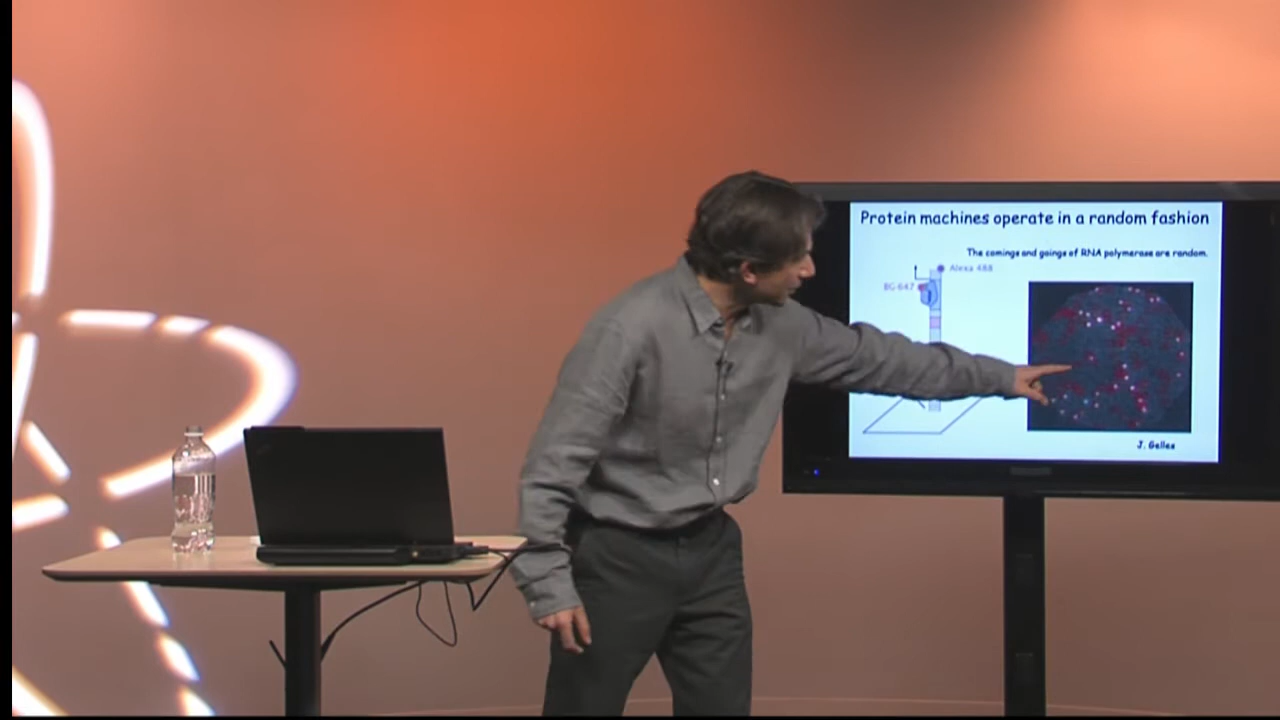 Protein machines operate in a random fashion
The comings and goings of RNA polymerase are random.
Alexa 488
BG-647
J. Gelles